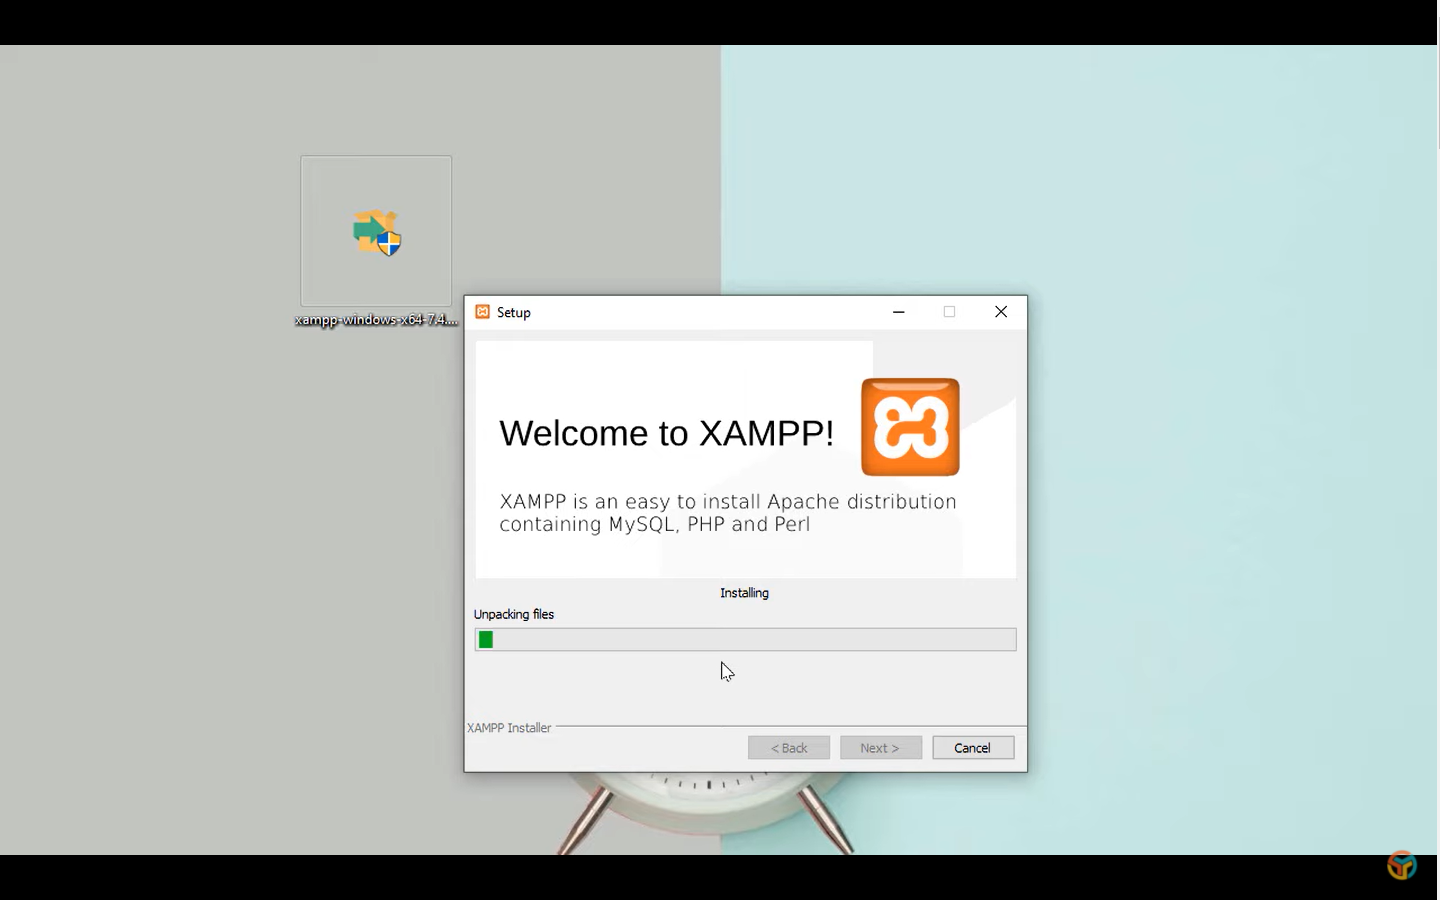 xampp-windows-x64-7.4....
Setup
Welcome to XAMPP!
XAMPP is an easy to install Apache distribution
containing MySQL, PHP and Perl
Installing
Unpacking files
XAMPP Installer
< Back
Next >
Cancel